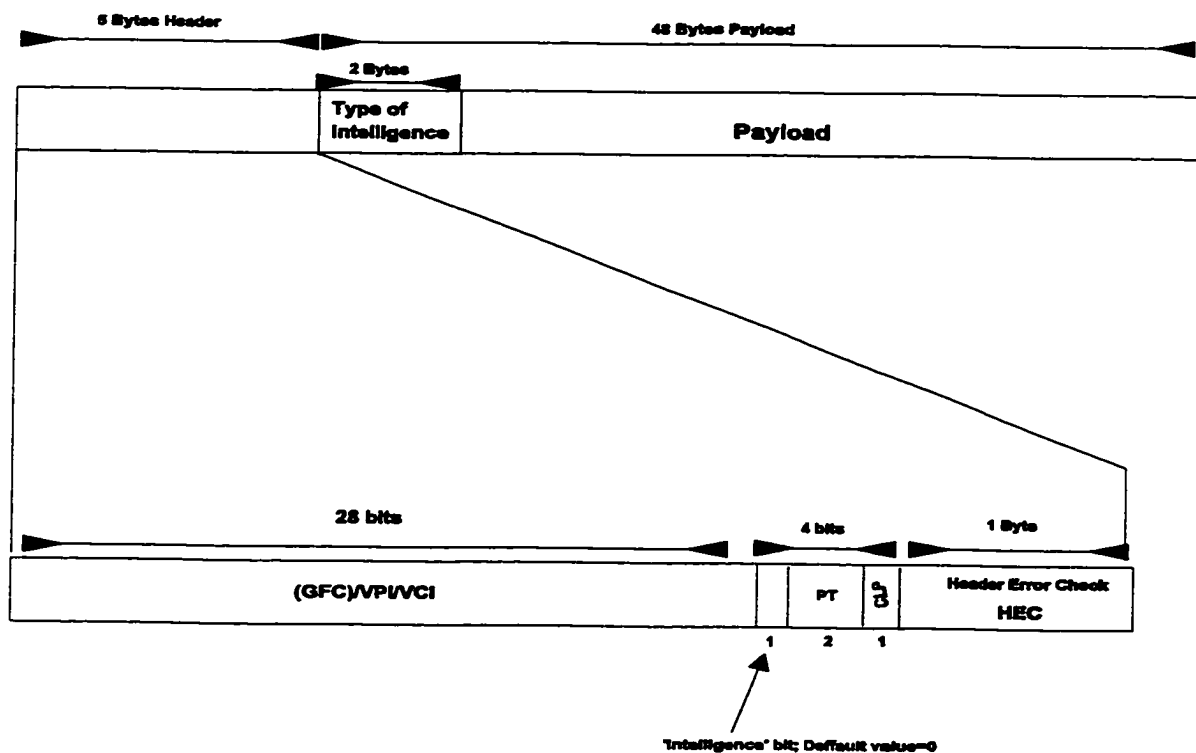 5 Bytes Header
48 Bytes Payload
2 Bytes
Type of
Intelligence
Payload
28 bits
4 bits
1 Byte
(GFC)/VPI/VCI
PT
CLP
Header Error Check
HEC
1
2
1
'Intelligence' bit; Deffault value=0